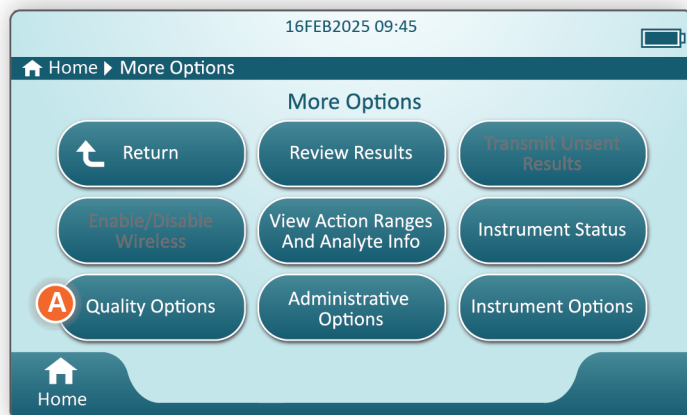 16FEB2025 09:45
Home More Options
More Options
Return
Review Results
Transmit Unsent
Results
Enable/Disable
Wireless
View Action Ranges
And Analyte Info
Instrument Status
A
Quality Options
Administrative
Options
Instrument Options
Home